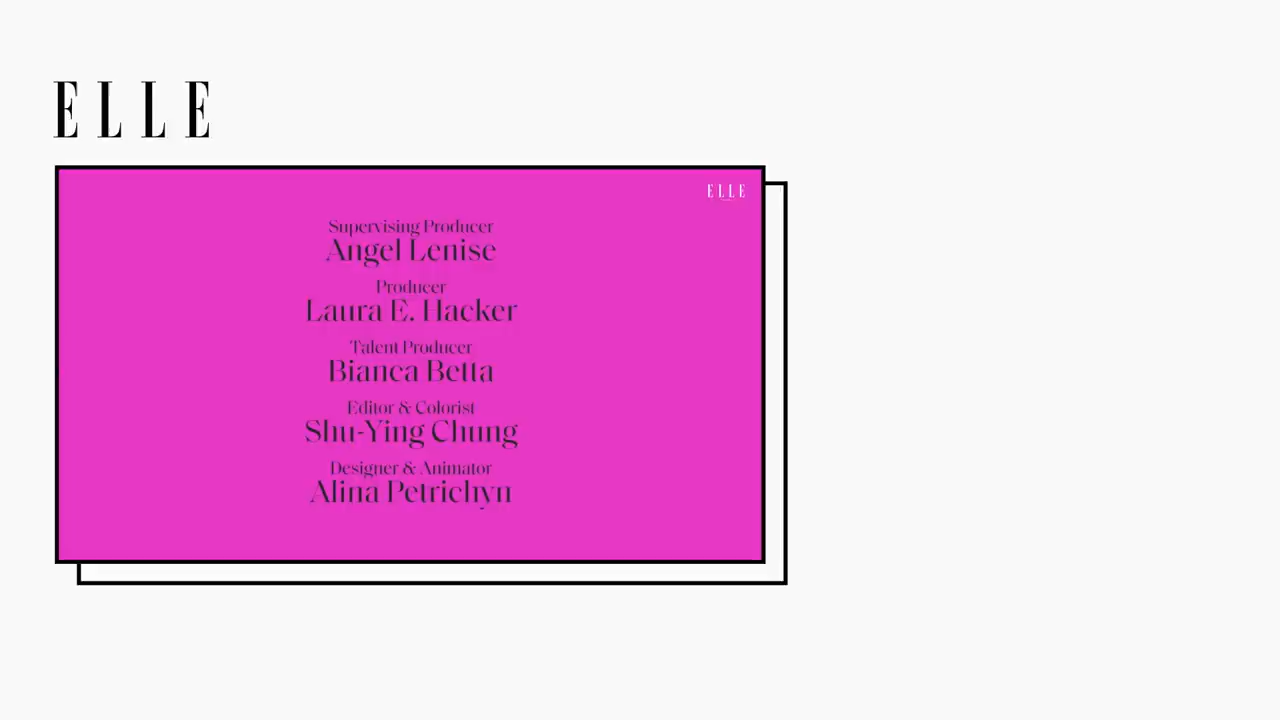 ELLE
ELLE
Supervising Producer
Angel Lenise
Producer
Laura E. Hacker
Talent Producer
Bianca Betta
Editor & Colorist
Shu-Ying Chung
Designer & Animator
Alina Petrichyn